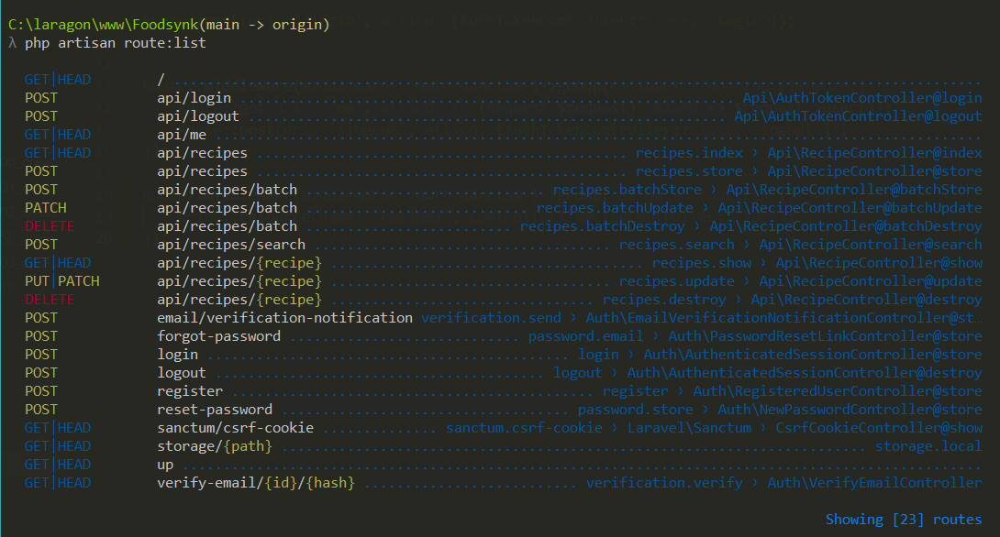 C:\laragon\www\Foodsynk(main -> origin)
λ php artisan route:list
GET|HEAD / ..................................................................................................
POST api/login ............................................................ Api\AuthTokenController@login
POST api/logout .......................................................... Api\AuthTokenController@logout
GET|HEAD api/me .............................................................................................
GET|HEAD api/recipes .............................................. recipes.index › Api\RecipeController@index
POST api/recipes .............................................. recipes.store › Api\RecipeController@store
POST api/recipes/batch ............................. recipes.batchStore › Api\RecipeController@batchStore
PATCH api/recipes/batch ........................... recipes.batchUpdate › Api\RecipeController@batchUpdate
DELETE api/recipes/batch ......................... recipes.batchDestroy › Api\RecipeController@batchDestroy
POST api/recipes/search .................................... recipes.search › Api\RecipeController@search
GET|HEAD api/recipes/{recipe} ...................................... recipes.show › Api\RecipeController@show
PUT|PATCH api/recipes/{recipe} .................................. recipes.update › Api\RecipeController@update
DELETE api/recipes/{recipe} ................................ recipes.destroy › Api\RecipeController@destroy
POST email/verification-notification verification.send › Auth\EmailVerificationNotificationController@st…
POST forgot-password ............................ password.email › Auth\PasswordResetLinkController@store
POST login ............................................. login › Auth\AuthenticatedSessionController@store
POST logout ........................................ logout › Auth\AuthenticatedSessionController@destroy
POST register ............................................. register › Auth\RegisteredUserController@store
POST reset-password ................................... password.store › Auth\NewPasswordController@store
GET|HEAD sanctum/csrf-cookie ............... sanctum.csrf-cookie › Laravel\Sanctum › CsrfCookieController@show
GET|HEAD storage/{path} ....................................................................... storage.local
GET|HEAD up .................................................................................................
GET|HEAD verify-email/{id}/{hash} .......................... verification.verify › Auth\VerifyEmailController
Showing [23] routes